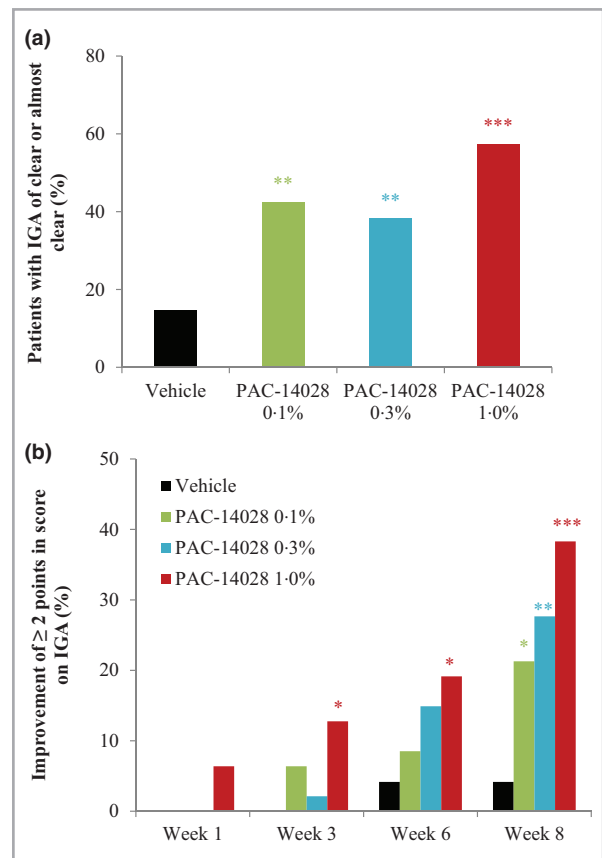 (a)
Patients with IGA of clear or almost
clear (%)
80
60
40
20
0
**
**
***
Vehicle
PAC-14028
0·1%
PAC-14028
0·3%
PAC-14028
1·0%
(b)
Improvement of ≥ 2 points in score
on IGA (%)
50
40
30
20
10
0
Vehicle
PAC-14028 0·1%
PAC-14028 0·3%
PAC-14028 1·0%
*
*
*
**
***
Week 1
Week 3
Week 6
Week 8